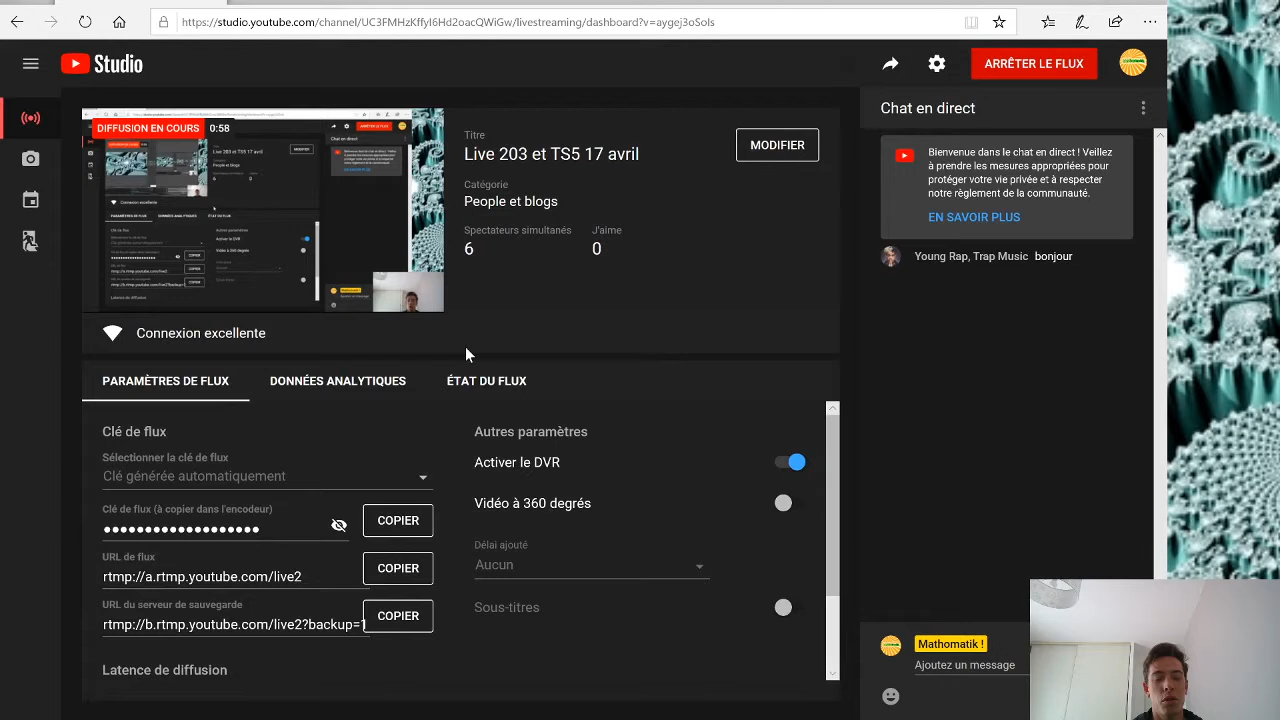 https://studio.youtube.com/channel/UC3FMHzKffyI6Hd2oacQWiGw/livestreaming/dashboard?v=aygej3oSoIs
Studio
ARRÊTER LE FLUX
DIFFUSION EN COURS 0:58
Titre
Live 203 et TS5 17 avril
MODIFIER
Catégorie
People et blogs
Spectateurs simultanés
J'aime
6
0
Connexion excellente
PARAMÈTRES DE FLUX
DONNÉES ANALYTIQUES
ÉTAT DU FLUX
Clé de flux
Sélectionner la clé de flux
Clé générée automatiquement
Clé de flux (à copier dans l'encodeur)
••••••••••••••••••
COPIER
URL de flux
rtmp://a.rtmp.youtube.com/live2
COPIER
URL du serveur de sauvegarde
rtmp://b.rtmp.youtube.com/live2?backup=1
COPIER
Latence de diffusion
Autres paramètres
Activer le DVR
Vidéo à 360 degrés
Délai ajouté
Aucun
Sous-titres
Chat en direct
Bienvenue dans le chat en direct Veillez
à prendre les mesures appropriées pour
protéger votre vie privée et à respecter
notre règlement de la communauté.
EN SAVOIR PLUS
Young Rap, Trap Music bonjour
Mathomatik !
Ajoutez un message